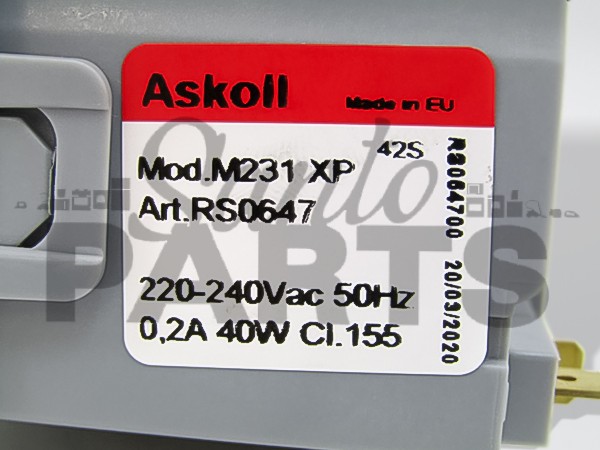 Askoll
Made in EU
42S
Mod.M231 XP
Art.RS0647
220-240Vac 50Hz
0,2A 40W Cl.155
RS064700 20/03/2020
Santo
PARTS